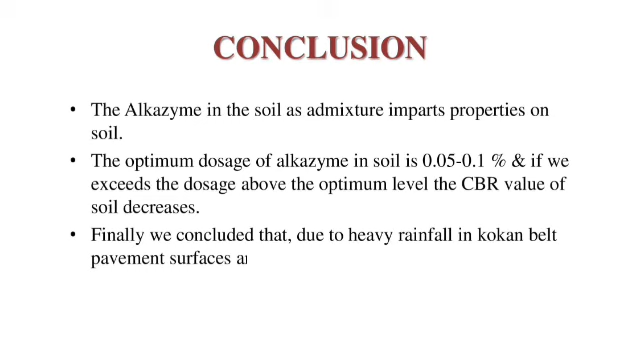 CONCLUSION
• The Alkazyme in the soil as admixture imparts properties on
soil.
• The optimum dosage of alkazyme in soil is 0.05-0.1 % & if we
exceeds the dosage above the optimum level the CBR value of
soil decreases.
• Finally we concluded that, due to heavy rainfall in kokan belt
pavement surfaces